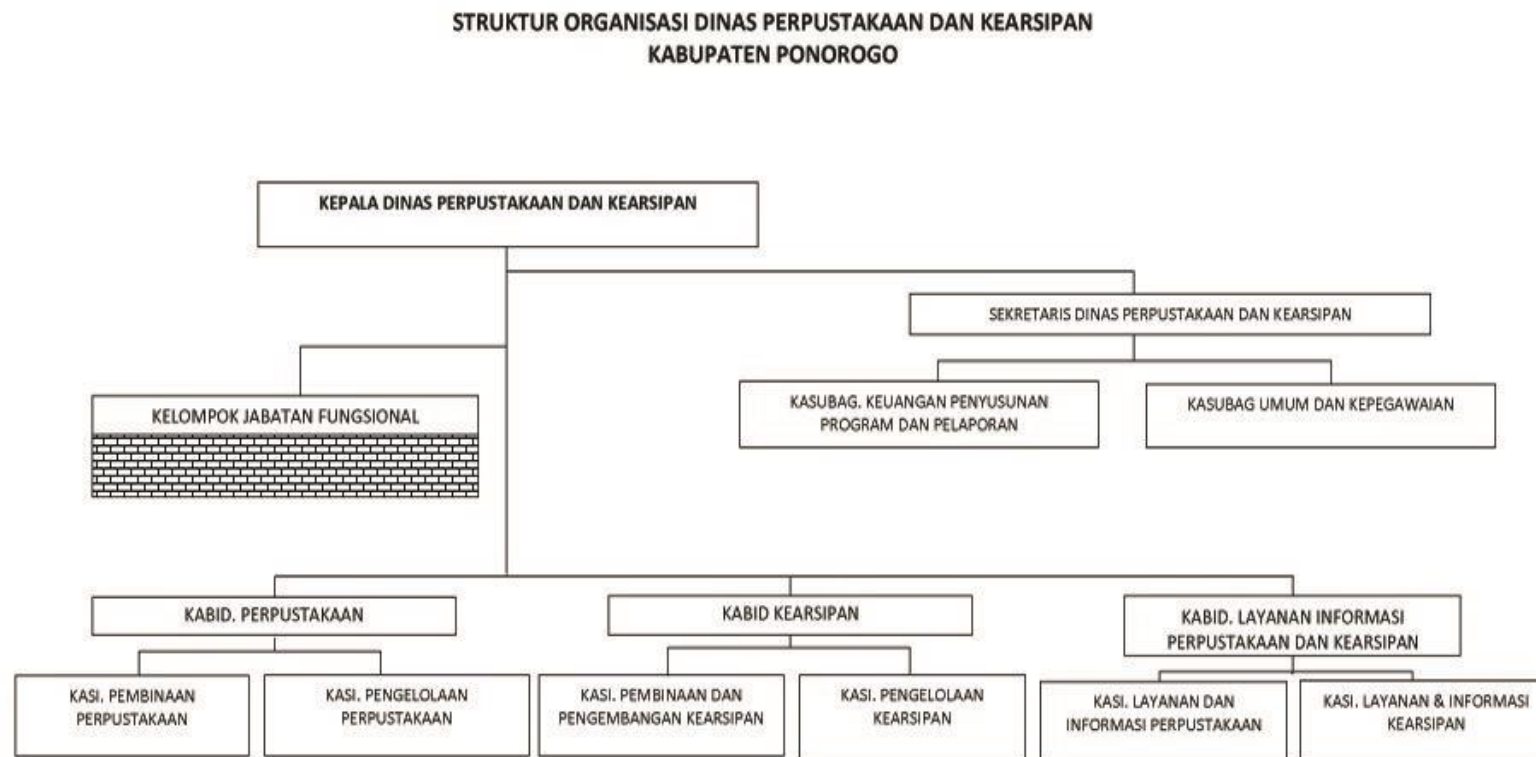 STRUKTUR ORGANISASI DINAS PERPUSTAKAAN DAN KEARSIPAN
KABUPATEN PONOROGO
KEPALA DINAS PERPUSTAKAAN DAN KEARSIPAN
SEKRETARIS DINAS PERPUSTAKAAN DAN KEARSIPAN
KELOMPOK JABATAN FUNGSIONAL
KASUBAG. KEUANGAN PENYUSUNAN
PROGRAM DAN PELAPORAN
KASUBAG UMUM DAN KEPEGAWAIAN
KABID. PERPUSTAKAAN
KABID KEARSIPAN
KABID. LAYANAN INFORMASI
PERPUSTAKAAN DAN KEARSIPAN
KASI. PEMBINAAN
PERPUSTAKAAN
KASI. PENGELOLAAN
PERPUSTAKAAN
KASI. PEMBINAAN DAN
PENGEMBANGAN KEARSIPAN
KASI. PENGELOLAAN
KEARSIPAN
KASI. LAYANAN DAN
INFORMASI PERPUSTAKAAN
KASI. LAYANAN & INFORMASI
KEARSIPAN